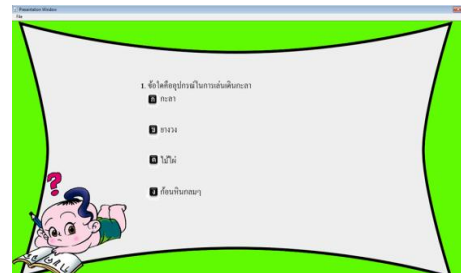 Presentation Window
File
1. ข้อใดคืออุปกรณ์ในการเล่นเดินกะลา
ก กะลา
ข ยางวง
ค ไม้ไผ่
ง ก้อนหินกลมๆ